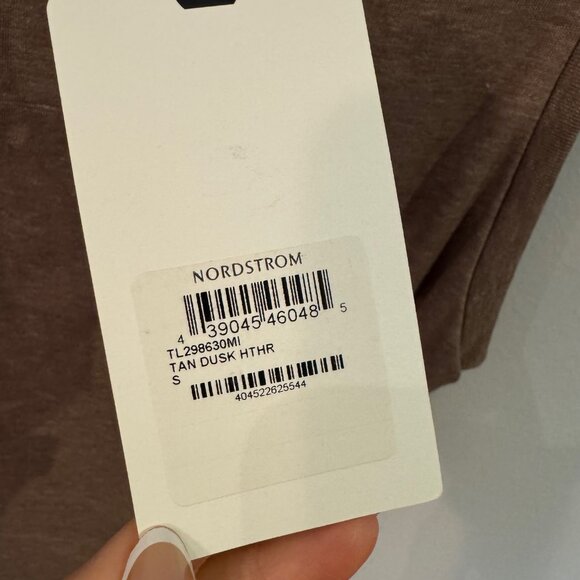 NORDSTROM
4 39045 46048 5
TL298630MI
TAN DUSK HTHR
S
404522625544